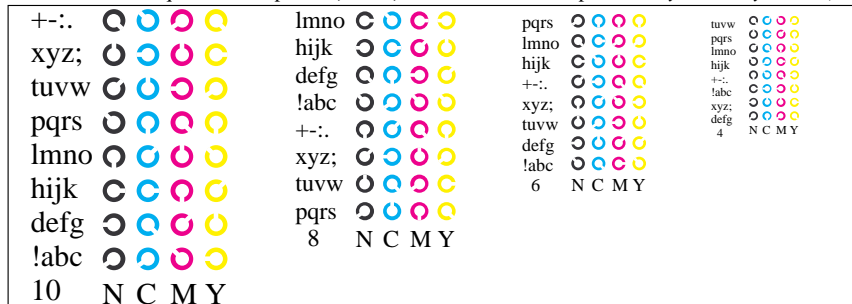 +-:.
xyz;
tuvw
pqrs
lmno
hijk
defg
!abc
10 N C M Y
lmno
hijk
defg
!abc
+-:.
xyz;
tuvw
pqrs
8 N C M Y
pqrs
lmno
hijk
+-:.
xyz;
tuvw
defg
!abc
6 N C M Y
tuvw
pqrs
lmno
hijk
+-:.
!abc
xyz;
defg
4 N C M Y